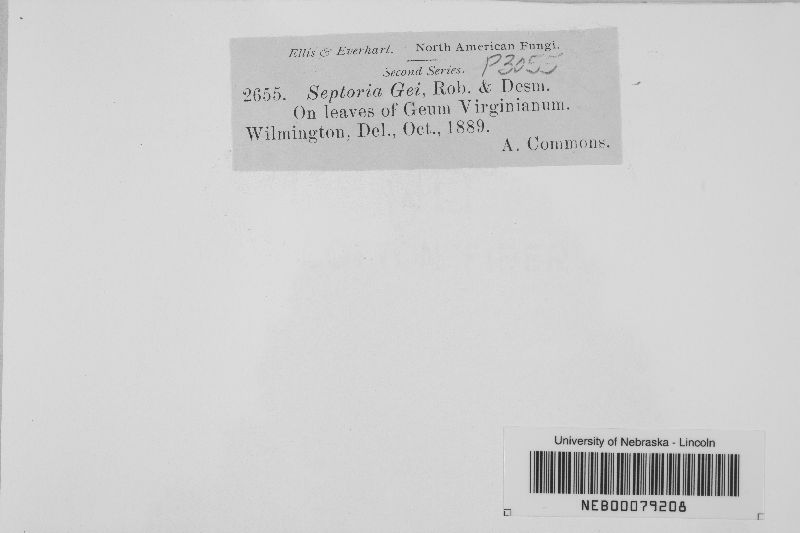 Ellis & Everhart. North American Fungi.
Second Series. P3055
2655. Septoria Gei, Rob. & Desm.
On leaves of Geum Virginianum.
Wilmington, Del., Oct., 1889.
A. Commons.
University of Nebraska - Lincoln
NEB00079208